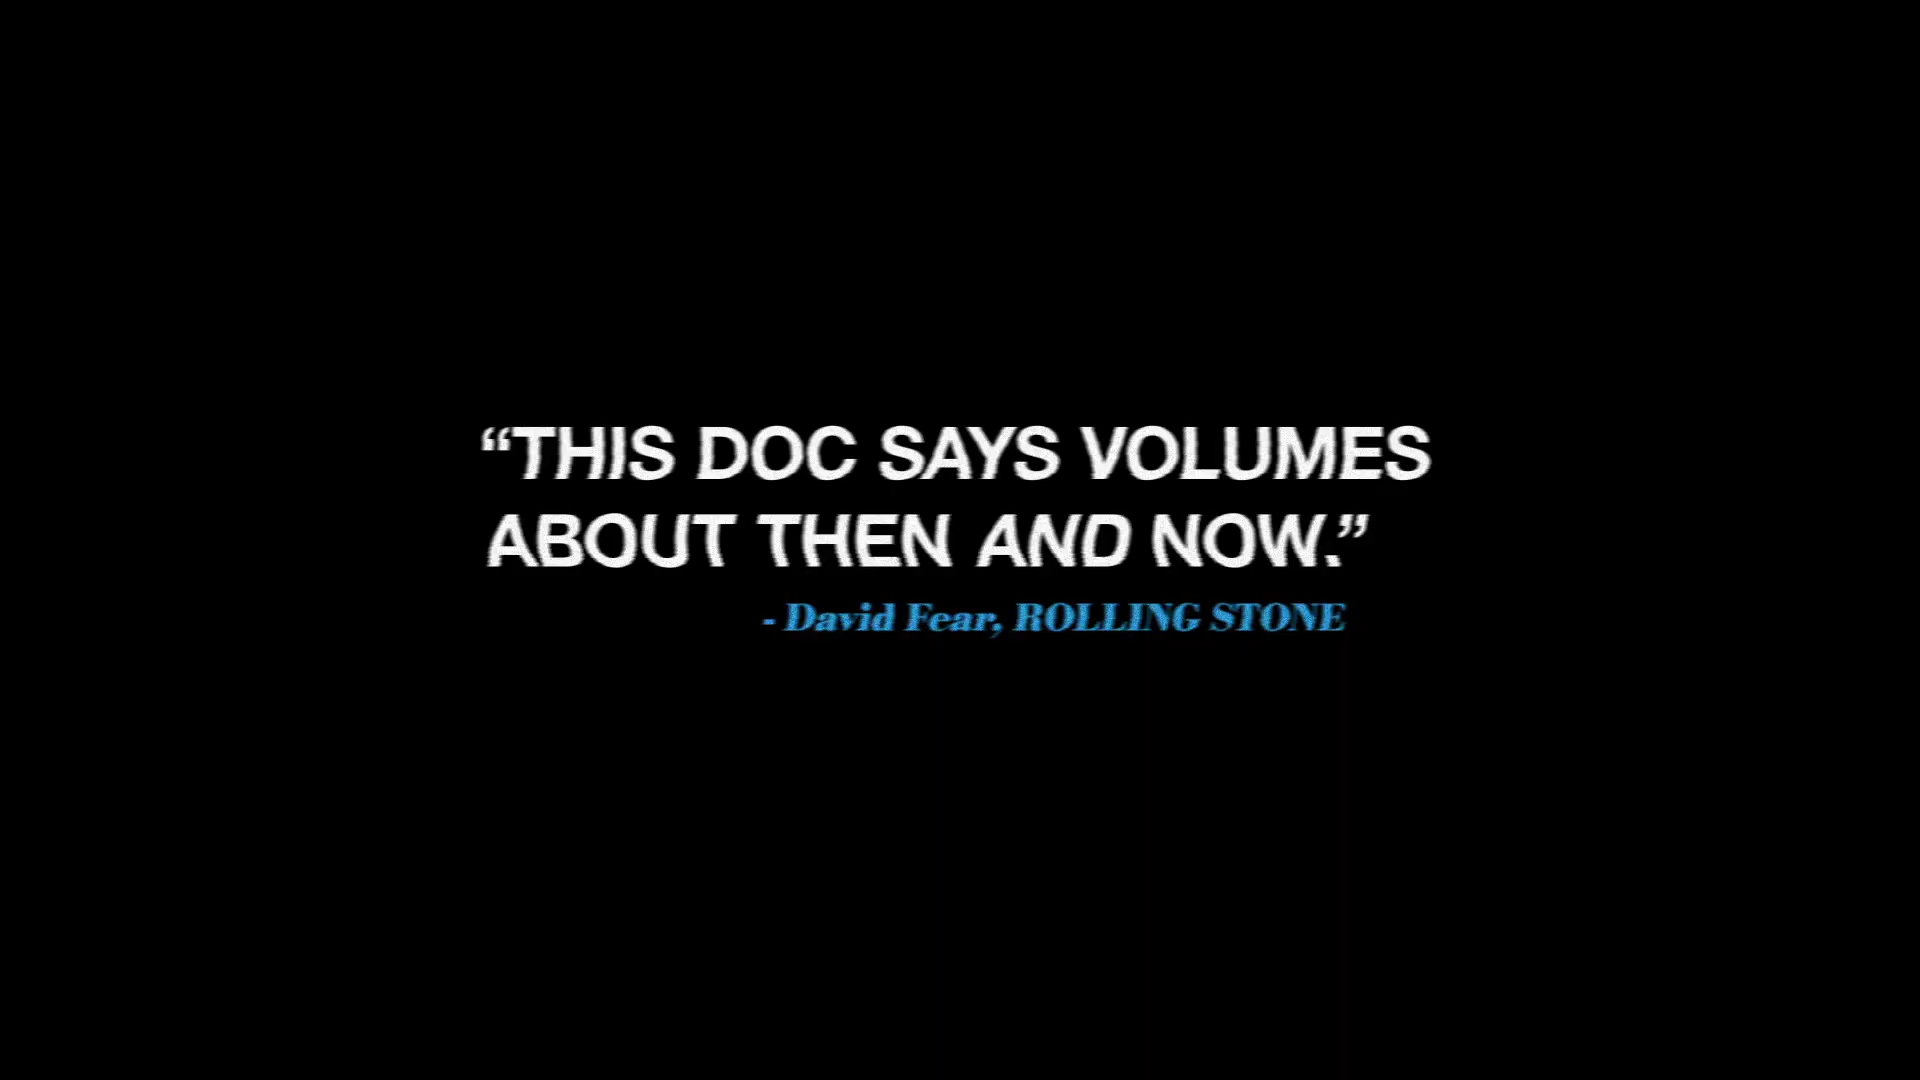 “THIS DOC SAYS VOLUMES
ABOUT THEN AND NOW.”
- David Fear, ROLLING STONE